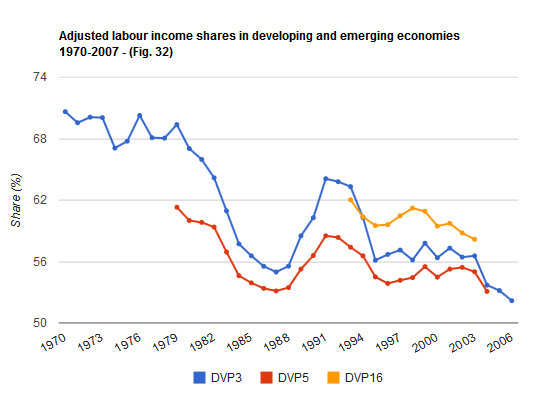 Adjusted labour income shares in developing and emerging economies
1970-2007 - (Fig. 32)
74
68
62
56
50
Share (%)
1970 1973 1976 1979 1982 1985 1988 1991 1994 1997 2000 2003 2006
DVP3 DVP5 DVP16